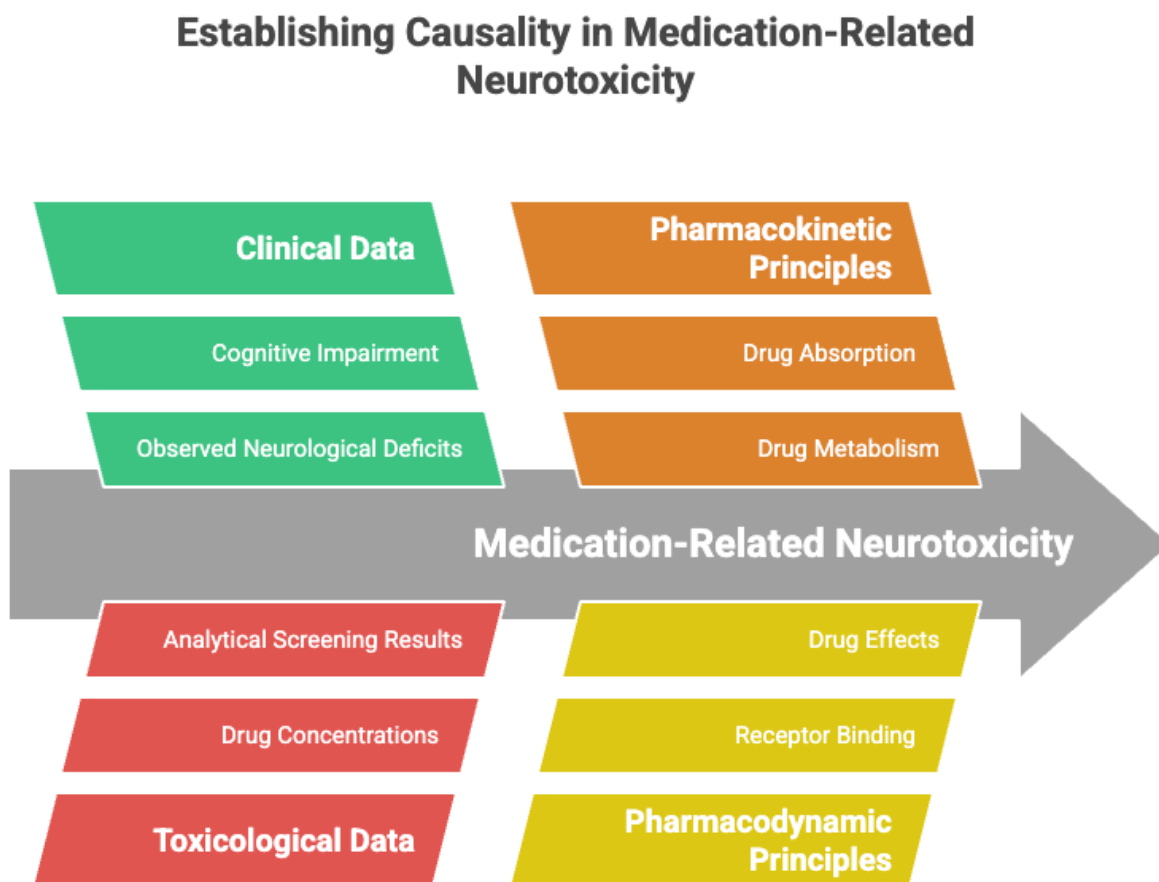 Establishing Causality in Medication-Related
Neurotoxicity
Clinical Data
Cognitive Impairment
Observed Neurological Deficits
Pharmacokinetic
Principles
Drug Absorption
Drug Metabolism
Medication-Related Neurotoxicity
Analytical Screening Results
Drug Concentrations
Toxicological Data
Drug Effects
Receptor Binding
Pharmacodynamic
Principles